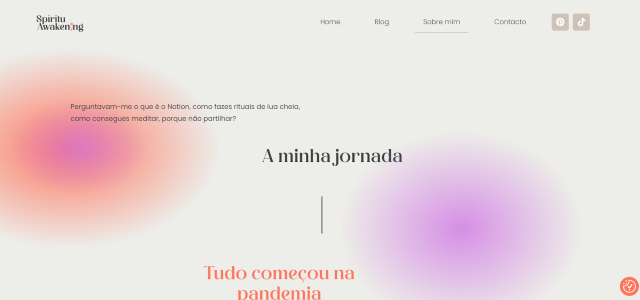 Spiritu
Awakening
Home
Blog
Sobre mim
Contacto
Perguntavam-me o que é o Notion, como fazes rituais de lua cheia,
como consegues meditar, porque não partilhar?
A minha jornada
Tudo começou na
pandemia